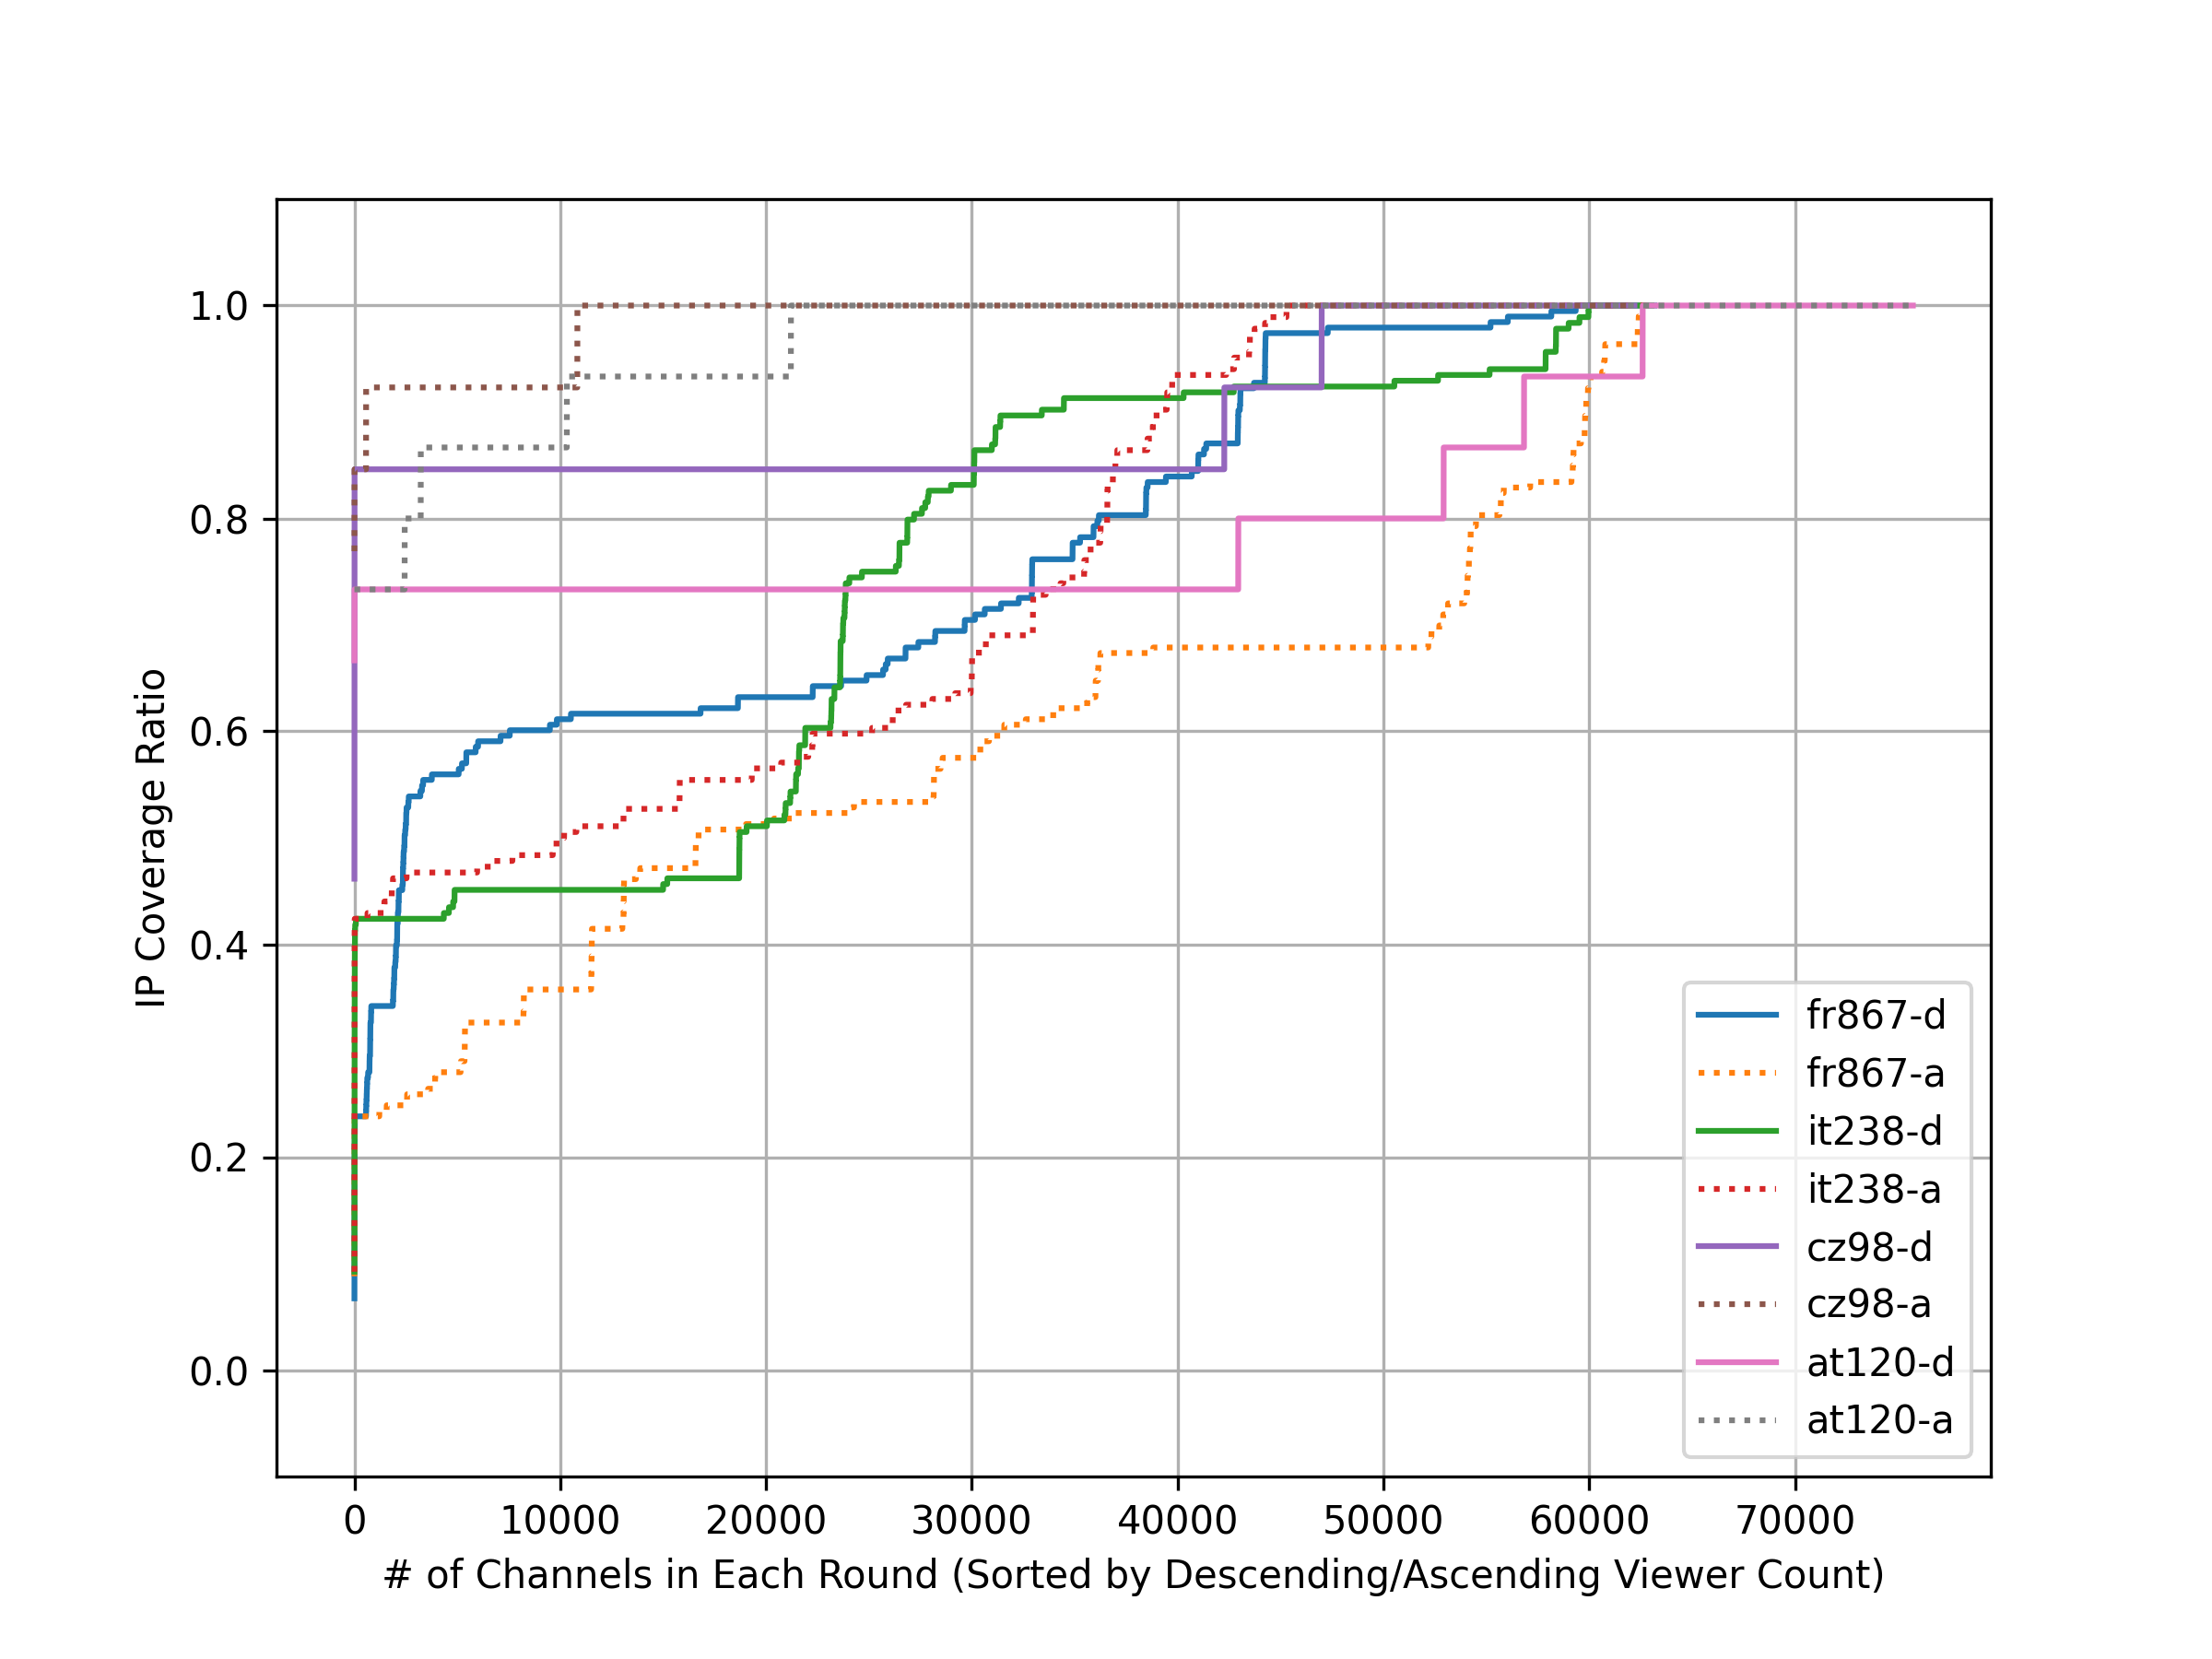 1.0
0.8
0.6
0.4
0.2
0.0
IP Coverage Ratio
0 10000 20000 30000 40000 50000 60000 70000
# of Channels in Each Round (Sorted by Descending/Ascending Viewer Count)
fr867-d
fr867-a
it238-d
it238-a
cz98-d
cz98-a
at120-d
at120-a